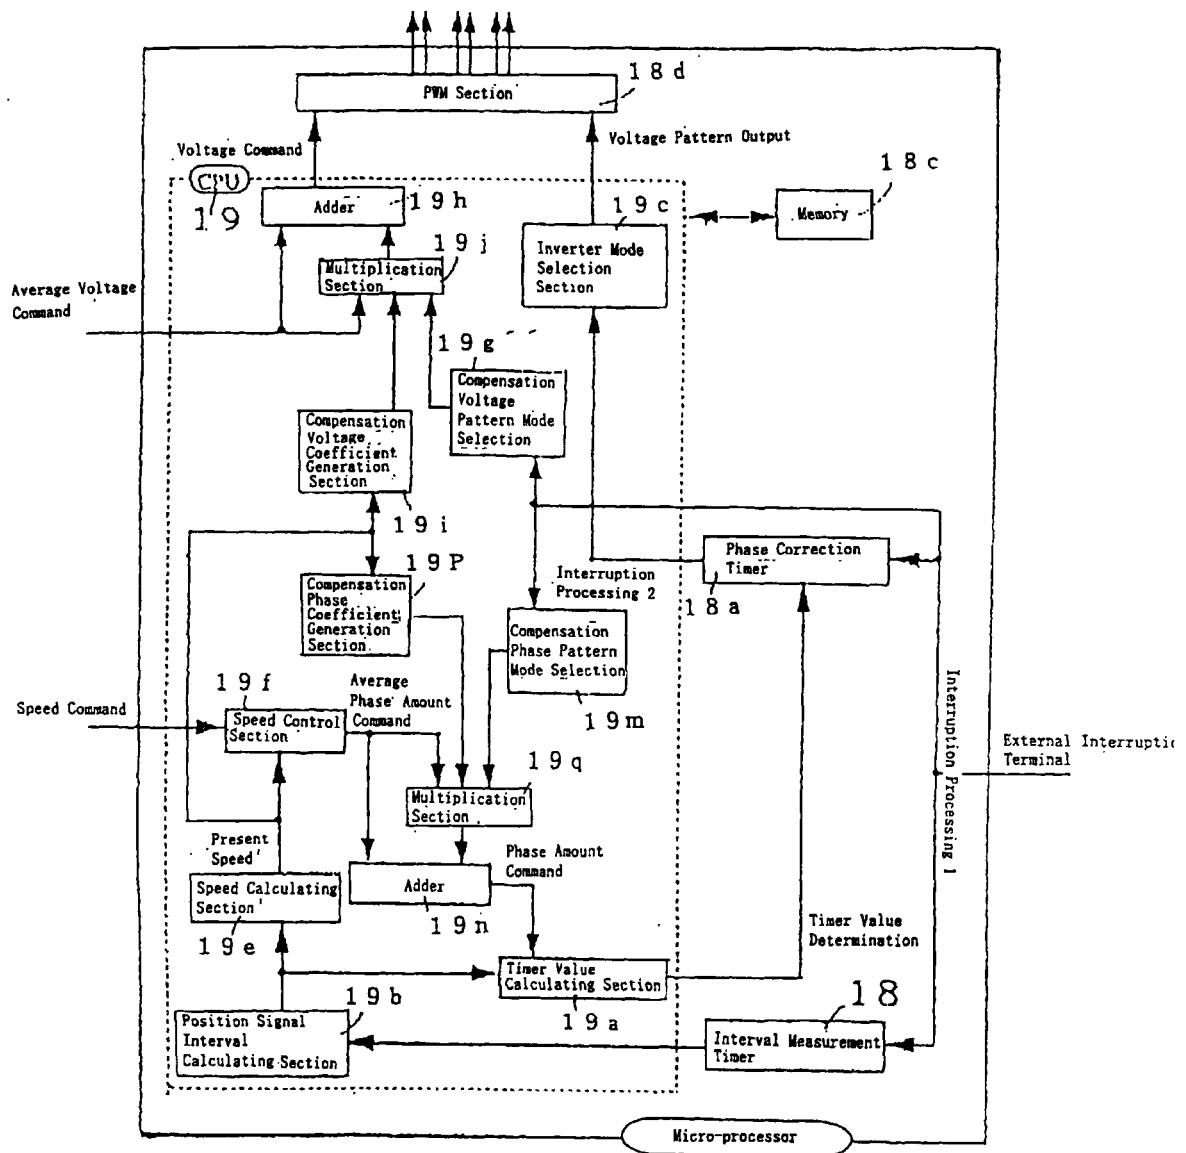 18d
PWM Section
Voltage Pattern Output
Voltage Command
CPU
19
Adder
19h
19c
18c
Memory
19j
Inverter Mode
Selection
Section
Multiplication
Section
Average Voltage
Command
19g
Compensation
Voltage
Pattern Mode
Selection
Compensation
Voltage
Coefficient
Generation
Section
19i
Phase Correction
Timer
18a
19P
Interruption
Processing 2
Compensation
Phase
Coefficient
Generation
Section
Compensation
Phase Pattern
Mode Selection
19m
19f
Average
Phase Amount
Command
Speed Command
Speed Control
Section
Interruption Processing 1
External Interruptic
Terminal
19q
Multiplication
Section
Present
Speed
Phase Amount
Command
Speed Calculating
Section
19e
Adder
19n
Timer Value
Determination
Timer Value
Calculating Section
19a
19b
18
Position Signal
Interval
Calculating Section
Interval Measurement
Timer
Micro-processor